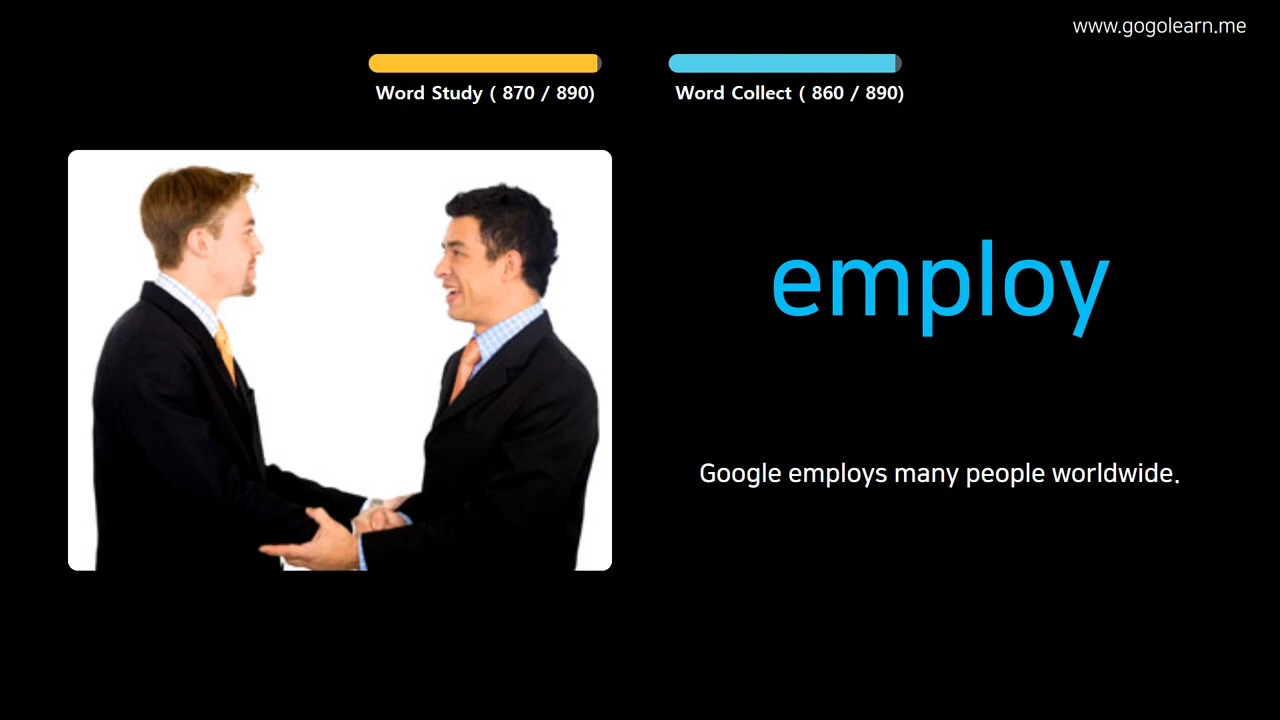 www.gogolearn.me
Word Study ( 870 / 890)
Word Collect ( 860 / 890)
employ
Google employs many people worldwide.